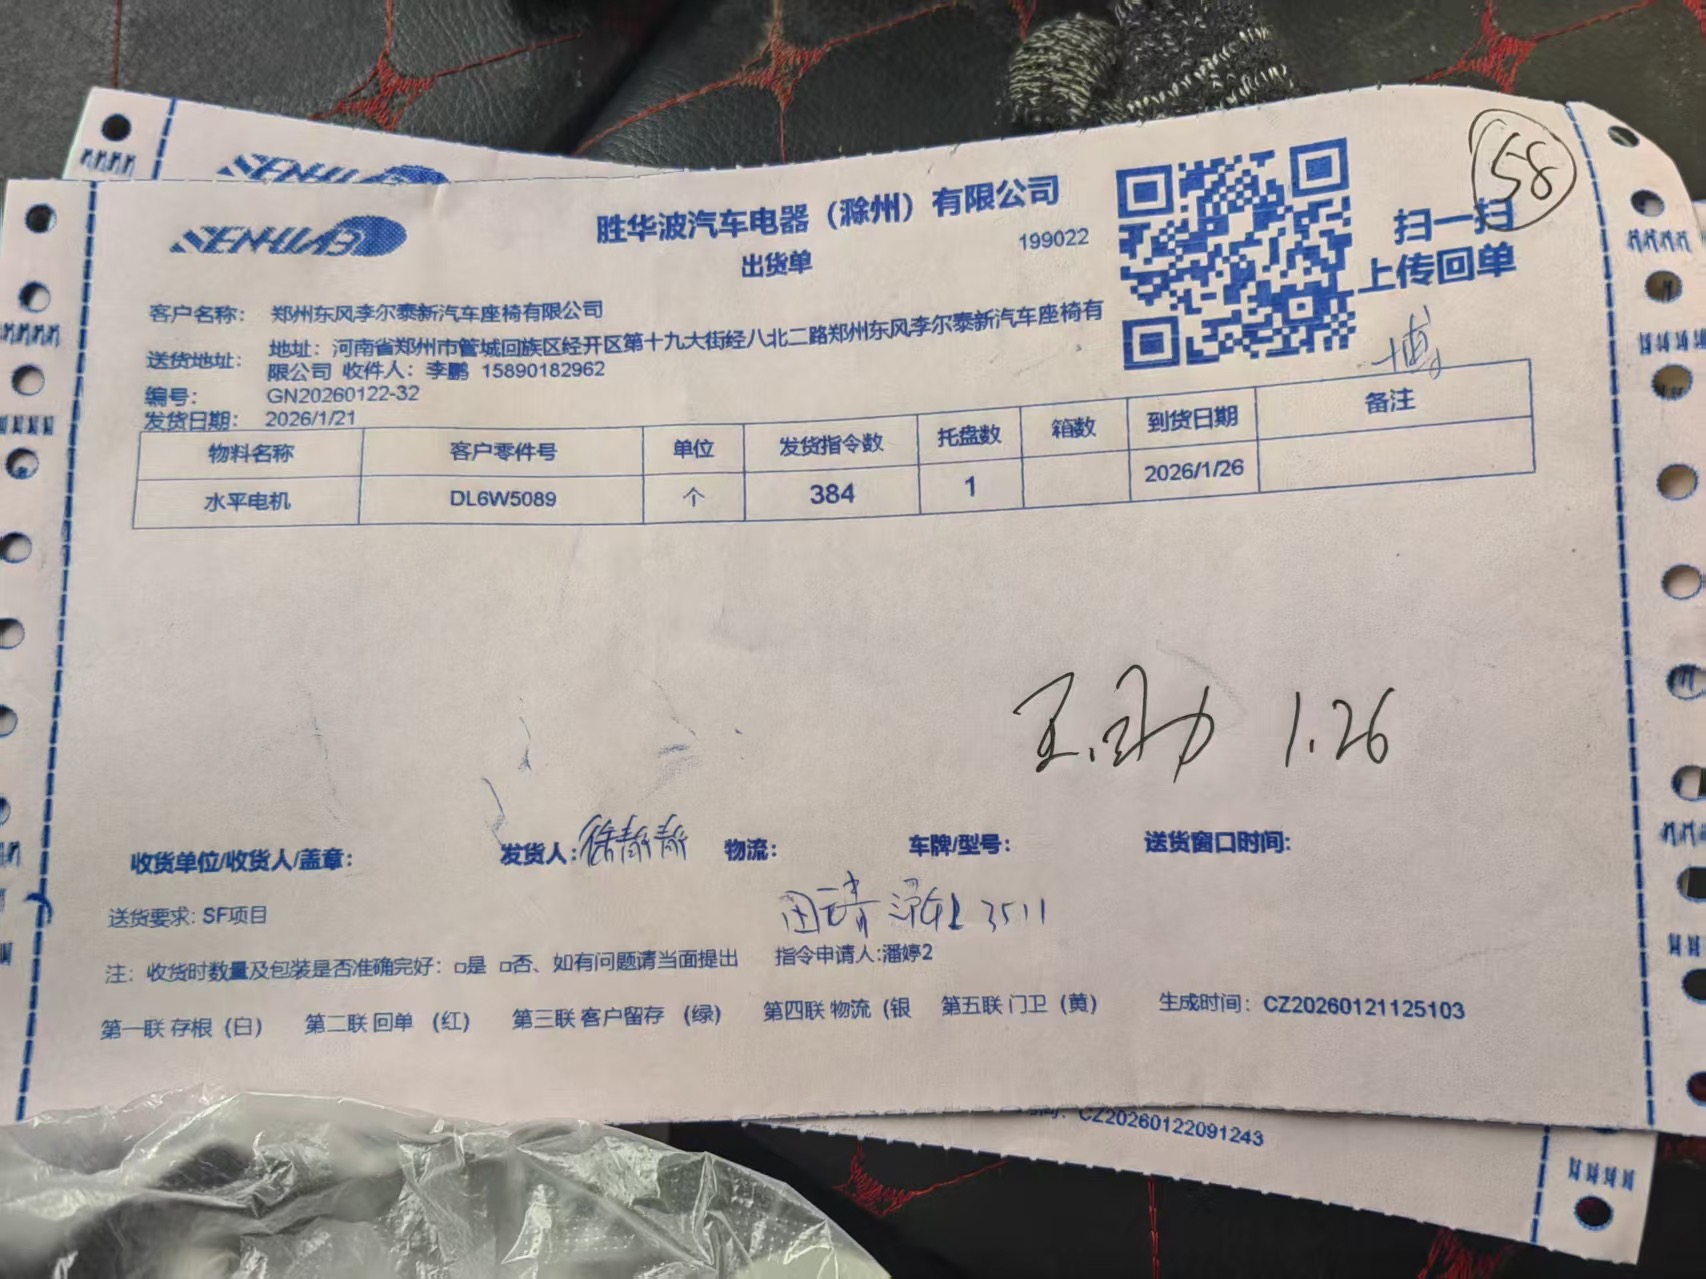 SENHUABO
胜华波汽车电器（滁州）有限公司
199022
出货单
58
扫一扫
上传回单
客户名称： 郑州东风李尔泰新汽车座椅有限公司
送货地址： 地址：河南省郑州市管城回族区经开区第十九大街经八北二路郑州东风李尔泰新汽车座椅有
限公司 收件人：李鹏 15890182962
编号： GN20260122-32
发货日期： 2026/1/21
物料名称 客户零件号 单位 发货指令数 托盘数 箱数 到货日期 备注
水平电机 DL6W5089 个 384 1 2026/1/26
1.26
收货单位/收货人/盖章： 发货人：徐静静 物流： 车牌/型号： 送货窗口时间：
3511
送货要求：SF项目
注：收货时数量及包装是否准确完好：□是 □否、如有问题请当面提出 指令申请人:潘婷2
第一联 存根（白） 第二联 回单 （红） 第三联 客户留存 （绿） 第四联 物流（银 第五联 门卫（黄） 生成时间： CZ20260121125103
CZ20260122091243